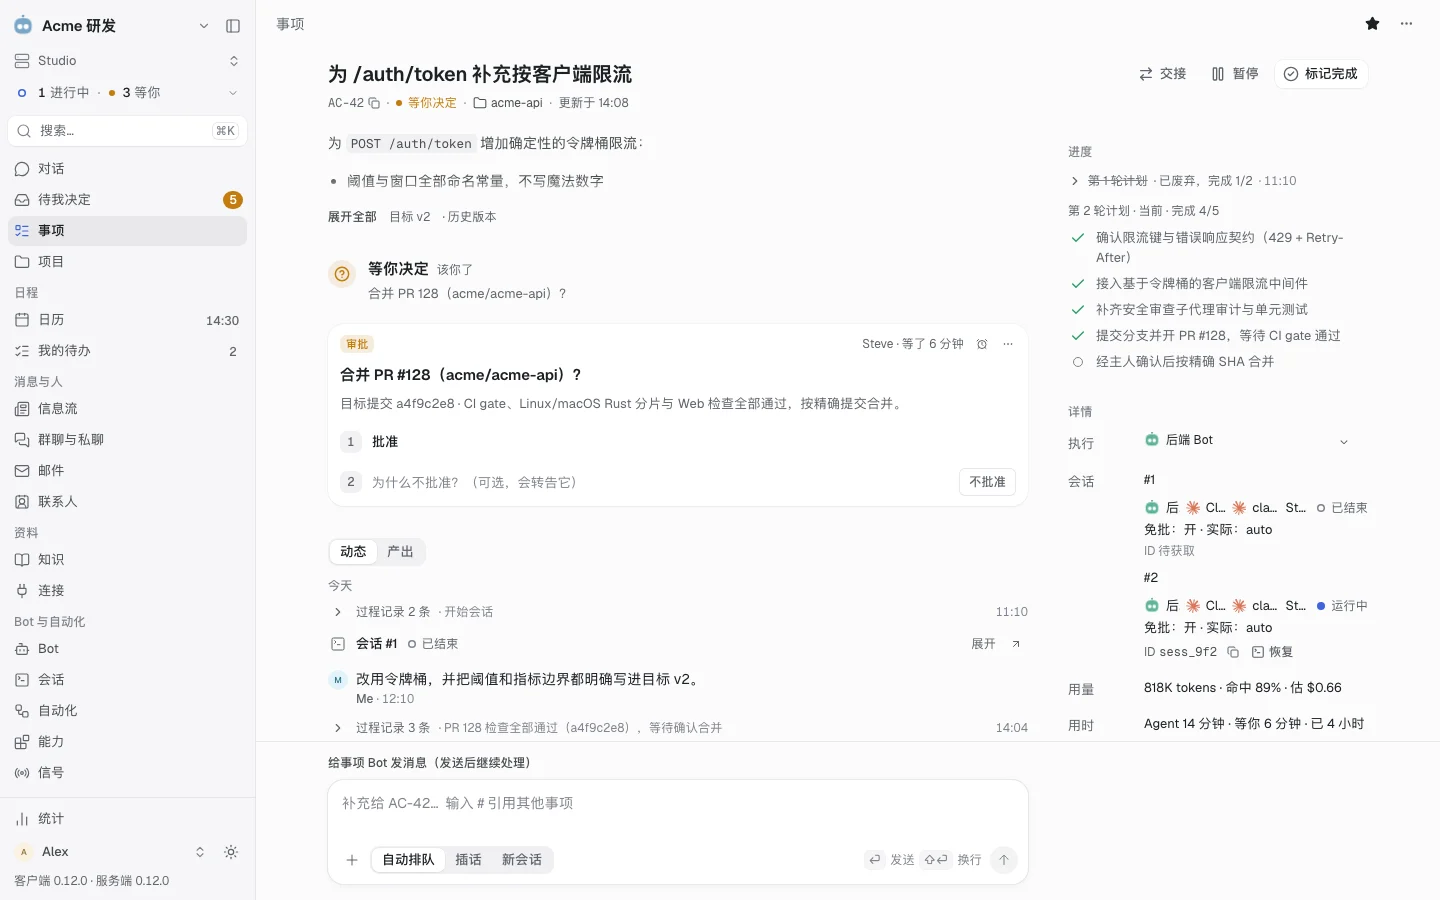 Acme 研发
Studio
1 进行中 · 3 等你
搜索… ⌘K
对话
待我决定 5
事项
项目
日程
日历 14:30
我的待办 2
消息与人
信息流
群聊与私聊
邮件
联系人
资料
知识
连接
Bot 与自动化
Bot
会话
自动化
能力
信号
统计
A Alex
客户端 0.12.0 · 服务端 0.12.0
事项
为 /auth/token 补充按客户端限流
交接 暂停 标记完成
AC-42 · 等你决定 · acme-api · 更新于 14:08
为 POST /auth/token 增加确定性的令牌桶限流：
• 阈值与窗口全部命名常量，不写魔法数字
展开全部 目标 v2 · 历史版本
等你决定 该你了
合并 PR 128（acme/acme-api）？
审批 Steve · 等了 6 分钟
合并 PR #128（acme/acme-api）？
目标提交 a4f9c2e8 · CI gate、Linux/macOS Rust 分片与 Web 检查全部通过，按精确提交合并。
1 批准
2 为什么不批准？（可选，会转告它） 不批准
动态 产出
今天
过程记录 2 条 · 开始会话 11:10
会话 #1 已结束 展开
M 改用令牌桶，并把阈值和指标边界都明确写进目标 v2。
Me · 12:10
过程记录 3 条 · PR 128 检查全部通过（a4f9c2e8），等待确认合并 14:04
给事项 Bot 发消息（发送后继续处理）
补充给 AC-42… 输入 # 引用其他事项
自动排队 插话 新会话 发送 换行
进度
第 1 轮计划 · 已废弃，完成 1/2 · 11:10
第 2 轮计划 · 当前 · 完成 4/5
确认限流键与错误响应契约（429 + Retry-
After）
接入基于令牌桶的客户端限流中间件
补齐安全审查子代理审计与单元测试
提交分支并开 PR #128，等待 CI gate 通过
经主人确认后按精确 SHA 合并
详情
执行 后端 Bot
会话 #1
后 Cl… cla… St… 已结束
免批：开 · 实际：auto
ID 待获取
#2
后 Cl… cla… St… 运行中
免批：开 · 实际：auto
ID sess_9f2 恢复
用量 818K tokens · 命中 89% · 估 $0.66
用时 Agent 14 分钟 · 等你 6 分钟 · 已 4 小时